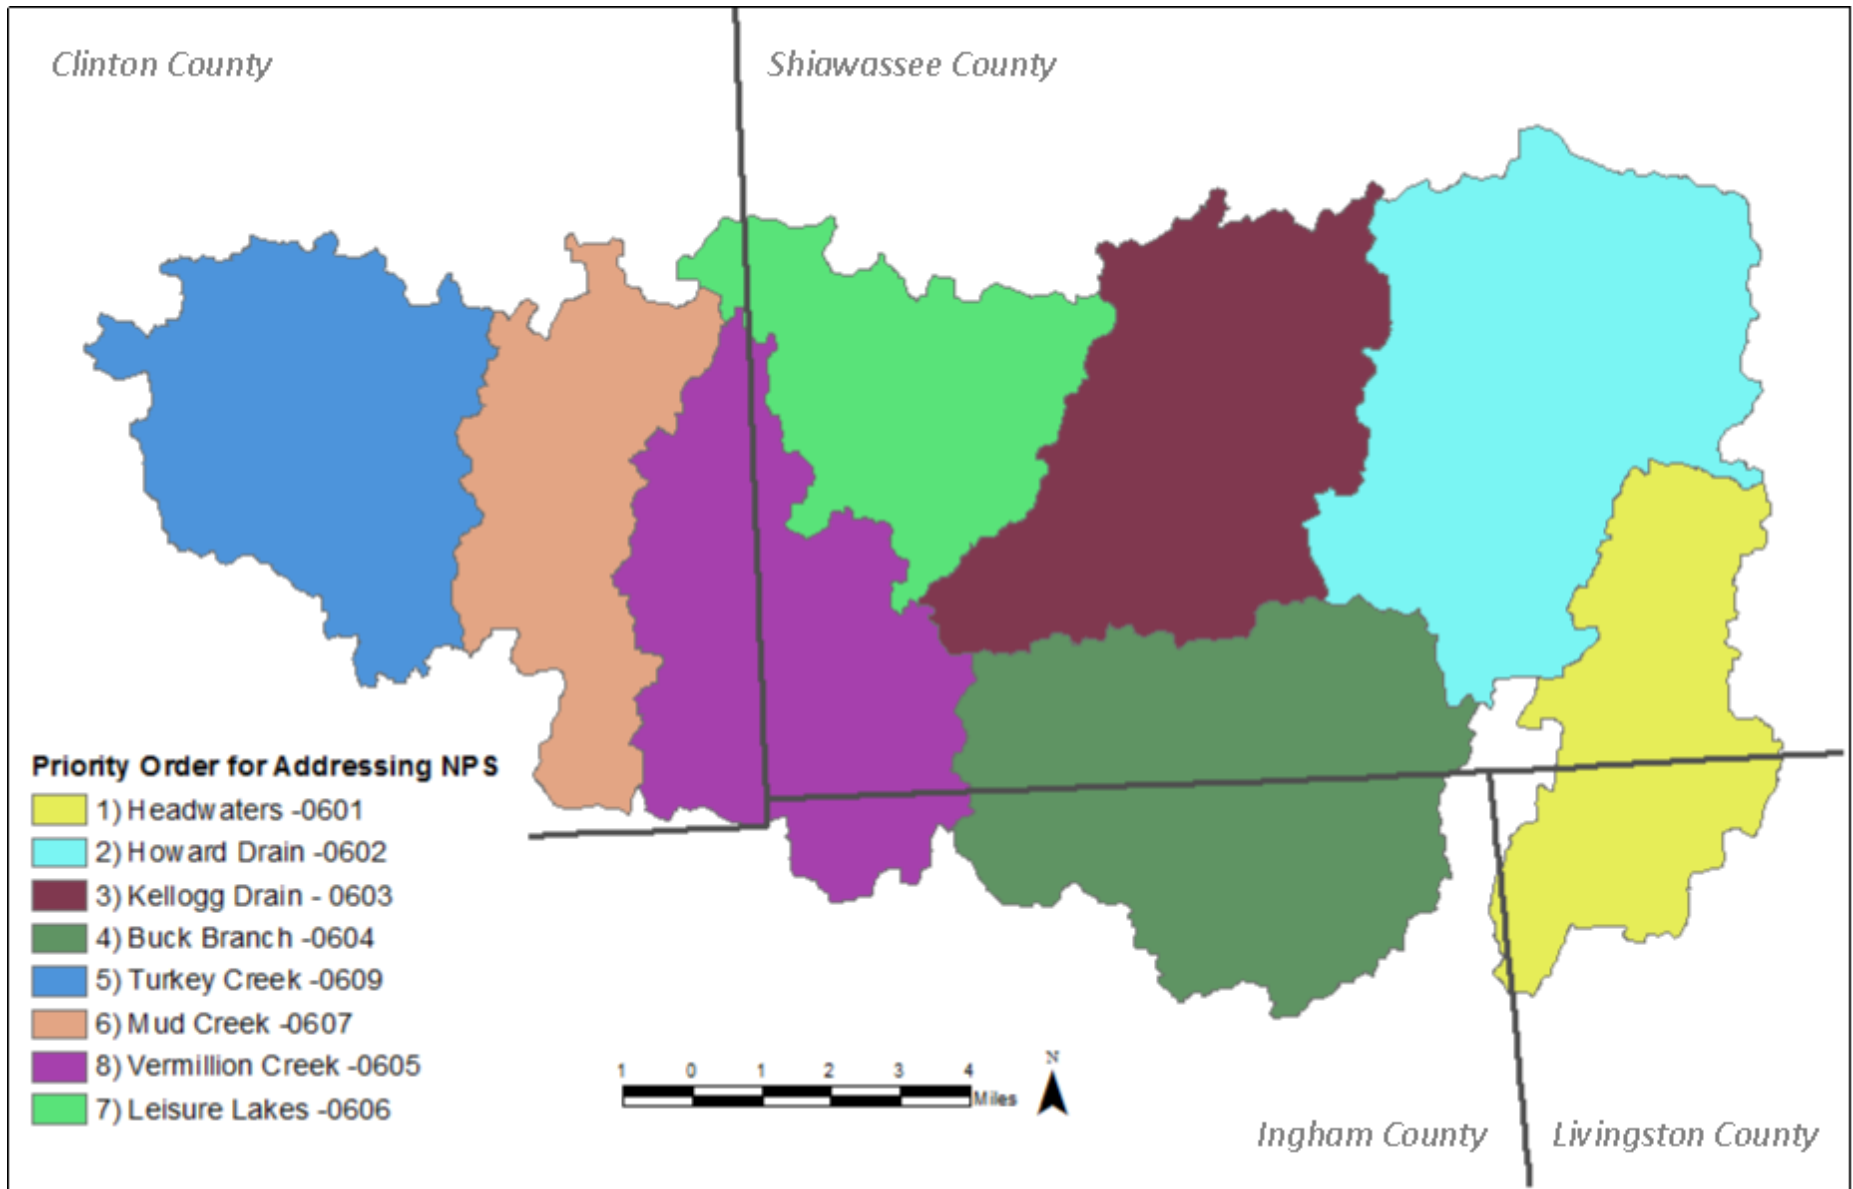 Clinton County
Shiawassee County
Priority Order for Addressing NPS
1) Headwaters -0601
2) Howard Drain -0602
3) Kellogg Drain - 0603
4) Buck Branch -0604
5) Turkey Creek -0609
6) Mud Creek -0607
8) Vermillion Creek -0605
7) Leisure Lakes -0606
1 0 1 2 3 4
Miles
N
Ingham County
Livingston County